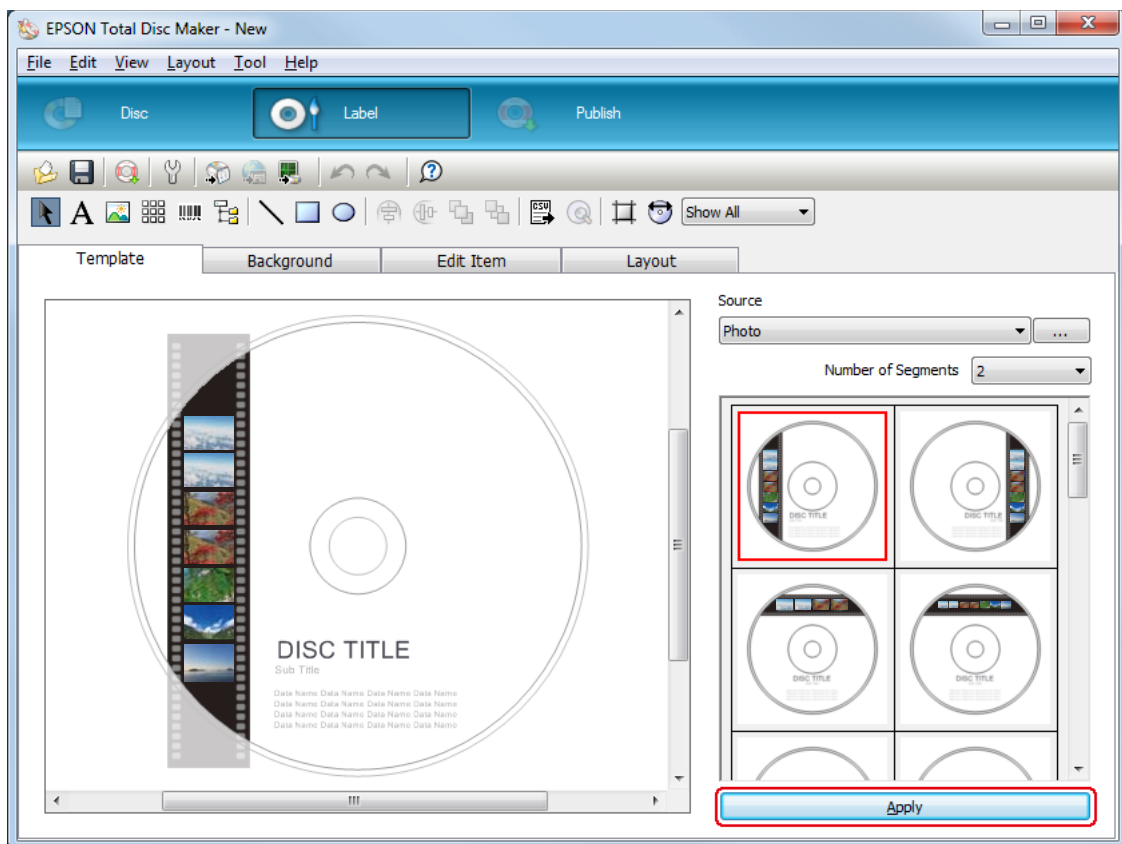 EPSON Total Disc Maker - New
File Edit View Layout Tool Help
Disc Label Publish
A CSV Show All
Template Background Edit Item Layout
Source
Photo ...
Number of Segments 2
DISC TITLE
Sub Title
Data Name Data Name Data Name Data Name
Data Name Data Name Data Name Data Name
Data Name Data Name Data Name Data Name
Data Name Data Name Data Name Data Name
DISC TITLE DISC TITLE
DISC TITLE DISC TITLE
Apply